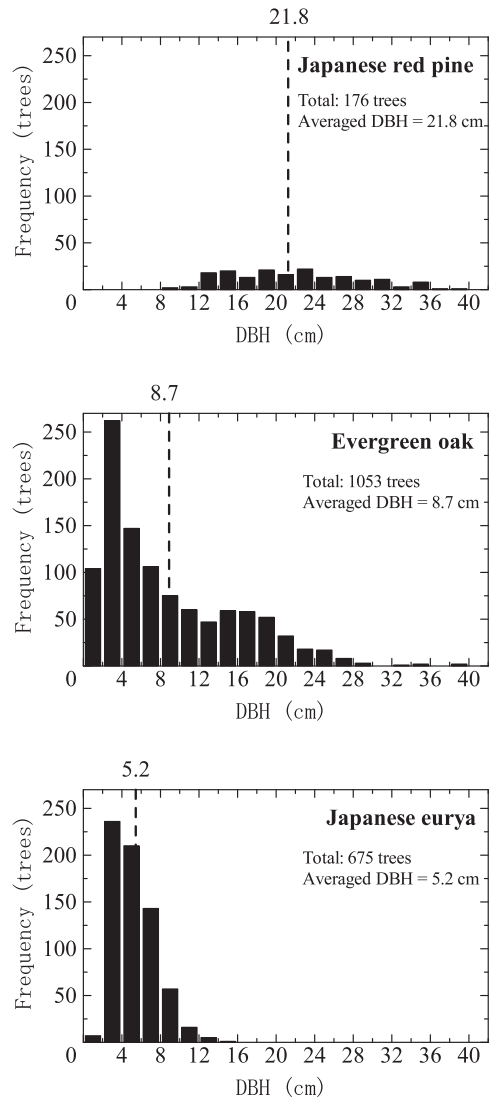 21.8
250
200
150
100
50
0
Frequency (trees)
Japanese red pine
Total: 176 trees
Averaged DBH = 21.8 cm
4 8 12 16 20 24 28 32 36 40
DBH (cm)
8.7
250
200
150
100
50
0
Frequency (trees)
Evergreen oak
Total: 1053 trees
Averaged DBH = 8.7 cm
4 8 12 16 20 24 28 32 36 40
DBH (cm)
5.2
250
200
150
100
50
0
Frequency (trees)
Japanese eurya
Total: 675 trees
Averaged DBH = 5.2 cm
4 8 12 16 20 24 28 32 36 40
DBH (cm)